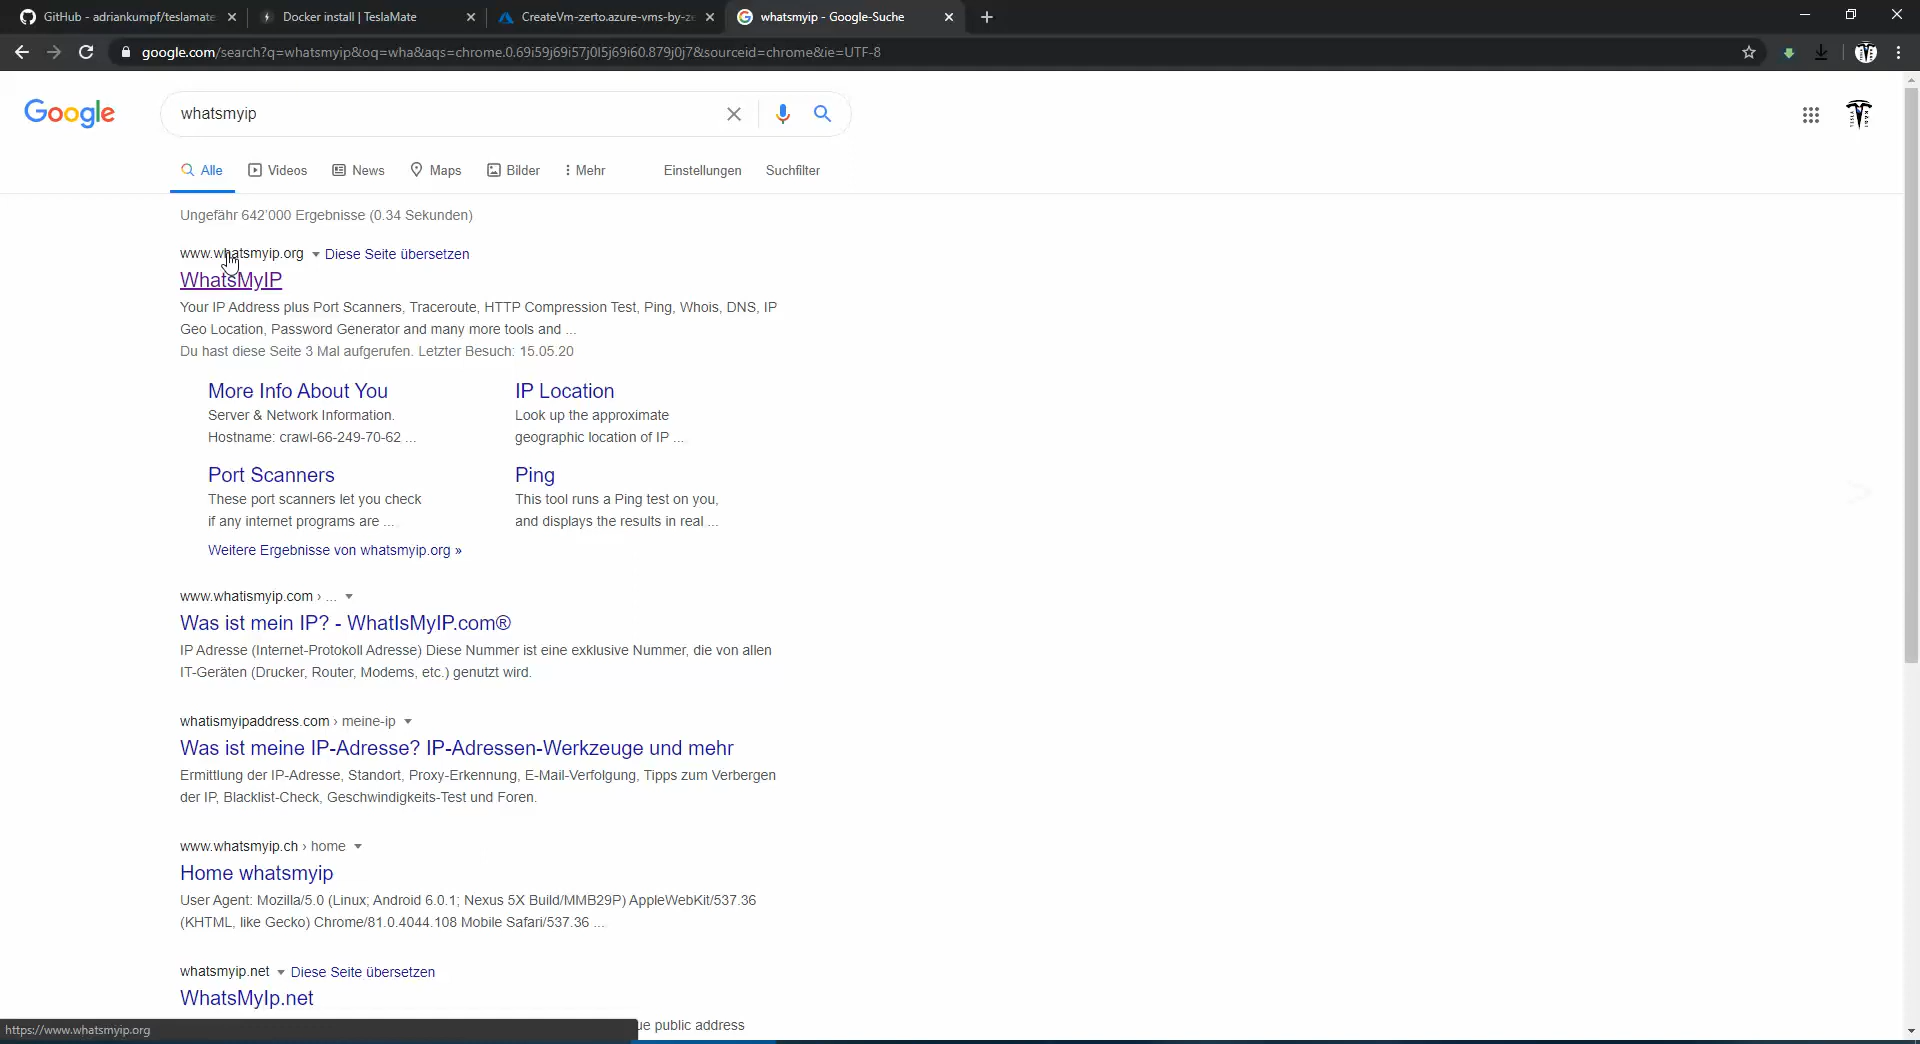 GitHub - adriankumpf/teslamate
Docker install | TeslaMate
CreateVm-zerto.azure-vms-by-ze
whatsmyip - Google-Suche
google.com/search?q=whatsmyip&oq=wha&aqs=chrome.0.69i59j69i57j0l5j69i60.879j0j7&sourceid=chrome&ie=UTF-8
Google
whatsmyip
Alle
Videos
News
Maps
Bilder
Mehr
Einstellungen
Suchfilter
Ungefähr 642'000 Ergebnisse (0.34 Sekunden)
www.whatsmyip.org Diese Seite übersetzen
WhatsMyIP
Your IP Address plus Port Scanners, Traceroute, HTTP Compression Test, Ping, Whois, DNS, IP
Geo Location, Password Generator and many more tools and ...
Du hast diese Seite 3 Mal aufgerufen. Letzter Besuch: 15.05.20
More Info About You
Server & Network Information.
Hostname: crawl-66-249-70-62 ...
IP Location
Look up the approximate
geographic location of IP ...
Port Scanners
These port scanners let you check
if any internet programs are ...
Ping
This tool runs a Ping test on you,
and displays the results in real ...
Weitere Ergebnisse von whatsmyip.org »
www.whatismyip.com › ...
Was ist mein IP? - WhatIsMyIP.com®
IP Adresse (Internet-Protokoll Adresse) Diese Nummer ist eine exklusive Nummer, die von allen
IT-Geräten (Drucker, Router, Modems, etc.) genutzt wird.
whatismyipaddress.com › meine-ip
Was ist meine IP-Adresse? IP-Adressen-Werkzeuge und mehr
Ermittlung der IP-Adresse, Standort, Proxy-Erkennung, E-Mail-Verfolgung, Tipps zum Verbergen
der IP, Blacklist-Check, Geschwindigkeits-Test und Foren.
www.whatsmyip.ch › home
Home whatsmyip
User Agent: Mozilla/5.0 (Linux; Android 6.0.1; Nexus 5X Build/MMB29P) AppleWebKit/537.36
(KHTML, like Gecko) Chrome/81.0.4044.108 Mobile Safari/537.36 ...
whatsmyip.net Diese Seite übersetzen
WhatsMyIp.net
ue public address
https://www.whatsmyip.org